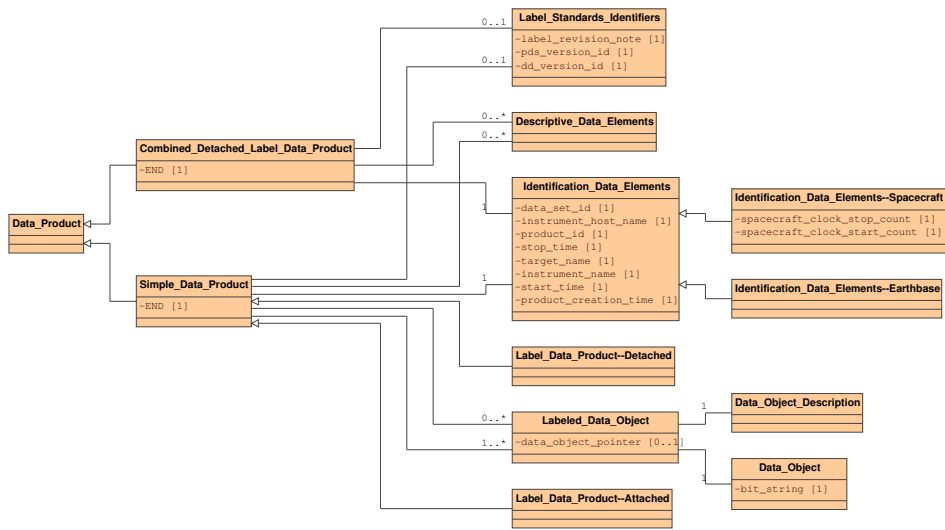 Label_Standards_Identifiers
0..1
-label_revision_note [1]
-pds_version_id [1]
0..1
-dd_version_id [1]
0..*
Descriptive_Data_Elements
0..*
Combined_Detached_Label_Data_Product
-END [1]
Identification_Data_Elements
1
-data_set_id [1]
-instrument_host_name [1]
-product_id [1]
-stop_time [1]
-target_name [1]
-instrument_name [1]
-start_time [1]
-product_creation_time [1]
Identification_Data_Elements--Spacecraft
-spacecraft_clock_stop_count [1]
-spacecraft_clock_start_count [1]
Data_Product
Simple_Data_Product
-END [1]
1
Identification_Data_Elements--Earthbase
Label_Data_Product--Detached
0..*
Labeled_Data_Object
1..*
-data_object_pointer [0..1]
1
Data_Object_Description
1
Data_Object
-bit_string [1]
Label_Data_Product--Attached